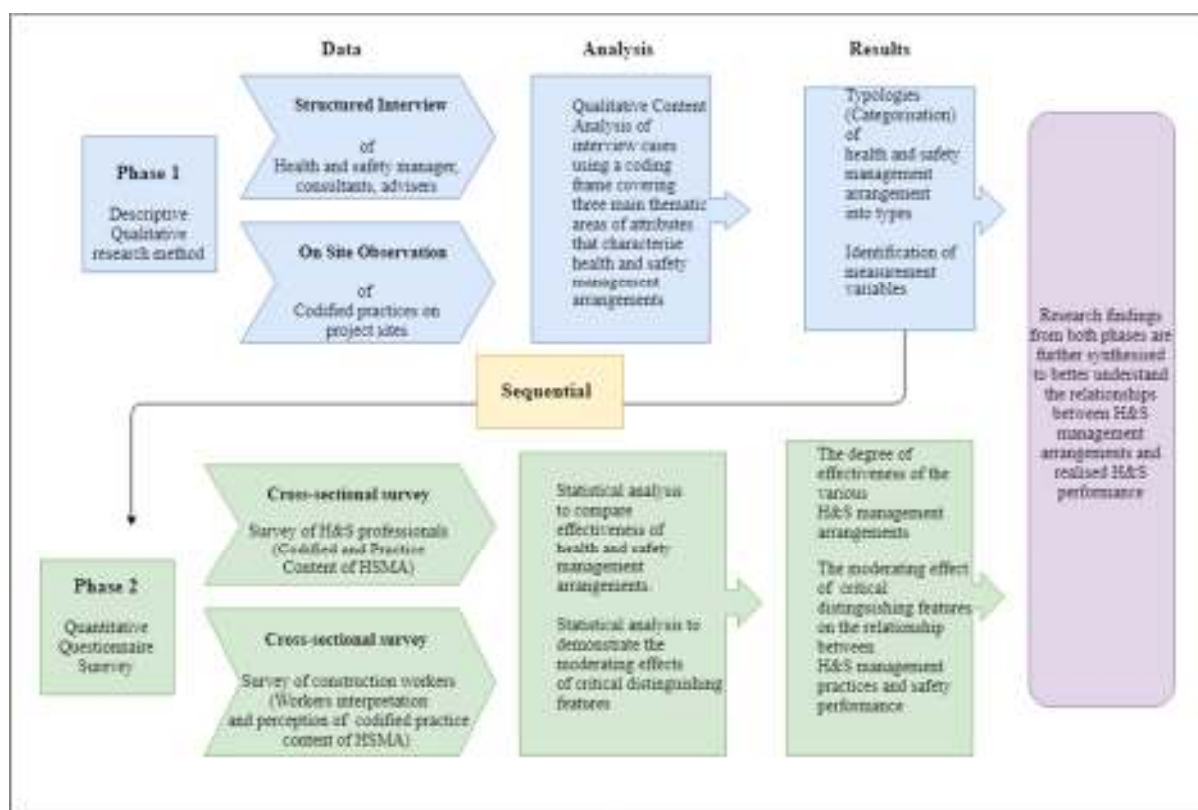 Data
Analysis
Results
Phase 1
Descriptive
Qualitative
research method
Structured Interview
of
Health and safety manager,
consultants, advisers
On Site Observation
of
Codified practices on
project sites
Qualitative Content
Analysis of
interview cases
using a coding
frame covering
three main thematic
areas of attributes
that characterise
health and safety
management
arrangements
Typologies
(Categorisation)
of
health and safety
management
arrangement
into types
Identification of
measurement
variables
Research findings
from both phases are
further synthesised
to better understand
the relationships
between H&S
management
arrangements and
realised H&S
performance
Sequential
Phase 2
Quantitative
Questionnaire
Surevey
Cross-sectional survey
Survey of H&S professionals
(Codified and Practice
Content of HSMA)
Cross-sectional survey
Survey of construction workers
(Workers interpretation
and perception of codified practice
content of HSMA)
Statistical analysis
to compare
effectiveness of
health and safety
management
arrangements.
Statistical analysis to
demonstrate the
moderating effects
of critical distinguishing
features
The degree of
effectiveness of the
various
H&S management
arrangements
The moderating effect
of critical
distingsishing features
on the relationship
between
H&S management
practices and safety
performance